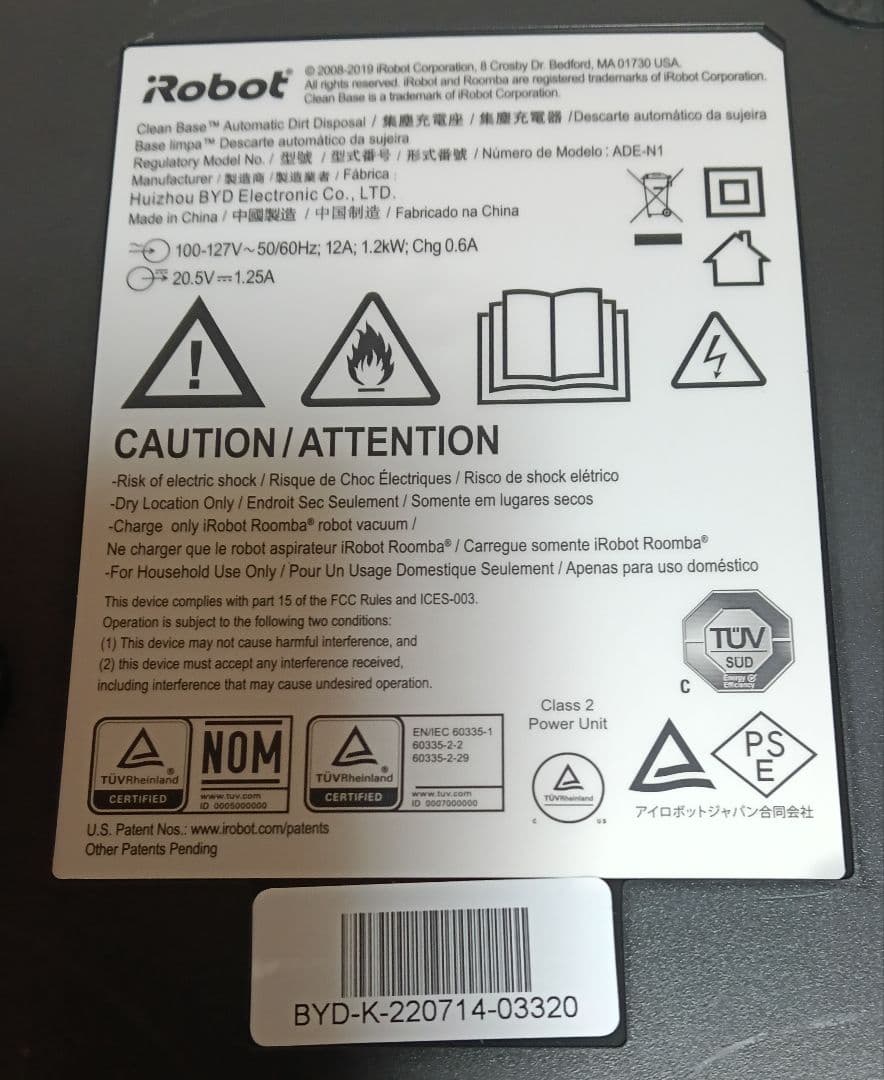 iRobot®
© 2008-2019 iRobot Corporation, 8 Crosby Dr. Bedford, MA 01730 USA.
All rights reserved. iRobot and Roomba are registered trademarks of iRobot Corporation.
Clean Base is a trademark of iRobot Corporation.
Clean Base™ Automatic Dirt Disposal / 集塵充電座 / 集塵充電器 /Descarte automático da sujeira
Base limpa™ Descarte automático da sujeira
Regulatory Model No. / 型號 / 型式番号 / 形式番號 / Número de Modelo : ADE-N1
Manufacturer / 製造商 / 製造業者 / Fábrica :
Huizhou BYD Electronic Co., LTD.
Made in China / 中國製造 / 中国制造 / Fabricado na China
100-127V~50/60Hz; 12A; 1.2kW; Chg 0.6A
20.5V⎓1.25A
CAUTION/ATTENTION
-Risk of electric shock / Risque de Choc Électriques / Risco de shock elétrico
-Dry Location Only / Endroit Sec Seulement / Somente em lugares secos
-Charge only iRobot Roomba® robot vacuum /
Ne charger que le robot aspirateur iRobot Roomba® / Carregue somente iRobot Roomba®
-For Household Use Only / Pour Un Usage Domestique Seulement / Apenas para uso doméstico
This device complies with part 15 of the FCC Rules and ICES-003.
Operation is subject to the following two conditions:
(1) This device may not cause harmful interference, and
(2) this device must accept any interference received,
including interference that may cause undesired operation.
TÜV
SÜD
Energy
Efficiency
C
Class 2
Power Unit
TÜVRheinland®
CERTIFIED
NOM
www.tuv.com
ID 0005000000
TÜVRheinland®
CERTIFIED
EN/IEC 60335-1
60335-2-2
60335-2-29
www.tuv.com
ID 0007000000
TÜVRheinland
C US
PS
E
アイロボットジャパン合同会社
U.S. Patent Nos.: www.irobot.com/patents
Other Patents Pending
BYD-K-220714-03320